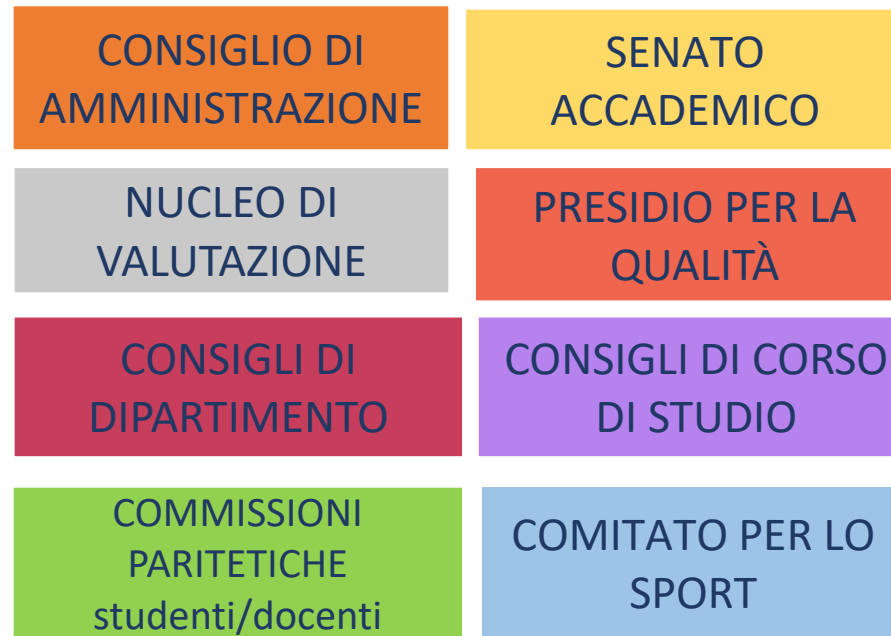 CONSIGLIO DI
AMMINISTRAZIONE
SENATO
ACCADEMICO
NUCLEO DI
VALUTAZIONE
PRESIDIO PER LA
QUALITÀ
CONSIGLI DI
DIPARTIMENTO
CONSIGLI DI CORSO
DI STUDIO
COMMISSIONI
PARITETICHE
studenti/docenti
COMITATO PER LO
SPORT